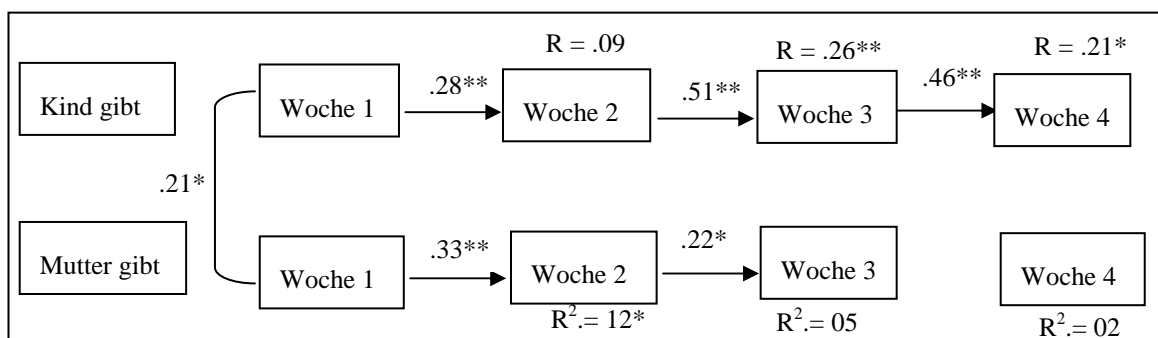 R = .09
R = .26**
R = .21*
Kind gibt
Woche 1
.28**
Woche 2
.51**
Woche 3
.46**
Woche 4
.21*
Mutter gibt
Woche 1
.33**
Woche 2
.22*
Woche 3
Woche 4
R².= 12*
R².= 05
R².= 02